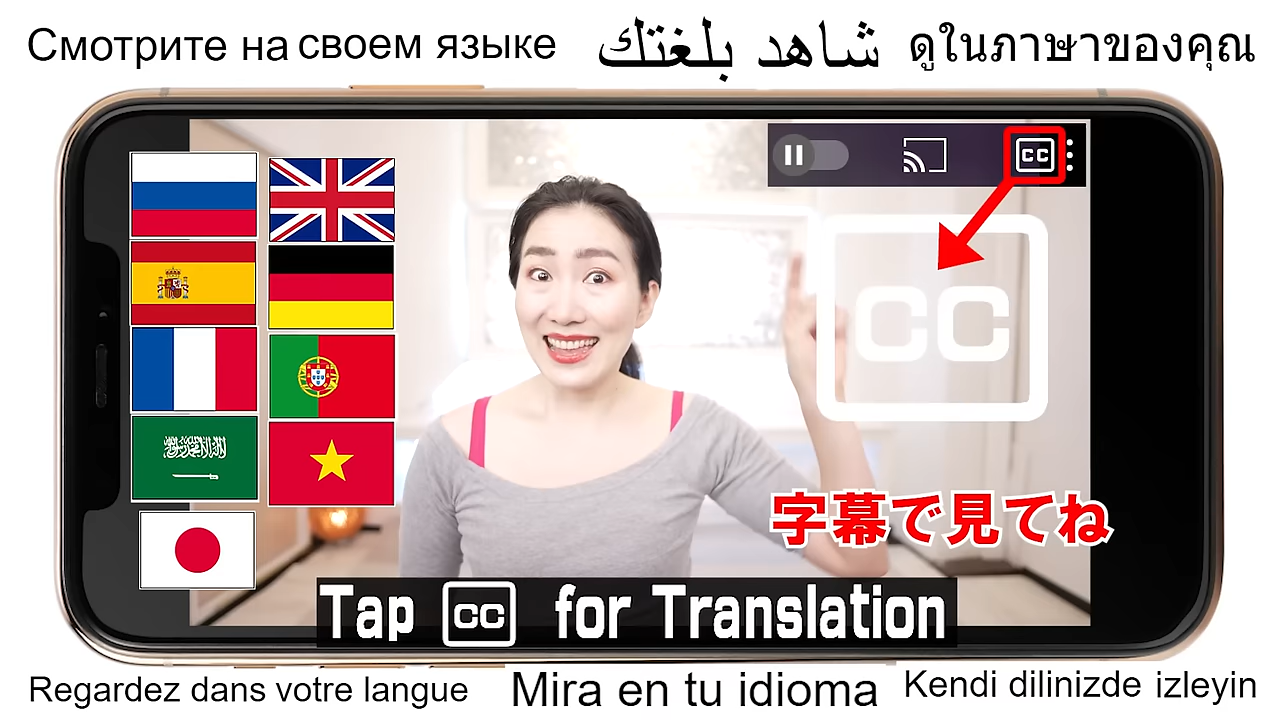 Смотрите на своем языке
شاهد بلغتك
ดูในภาษาของคุณ
CC
CC
字幕で見てね
Tap CC for Translation
Regardez dans votre langue
Mira en tu idioma
Kendi dilinizde izleyin